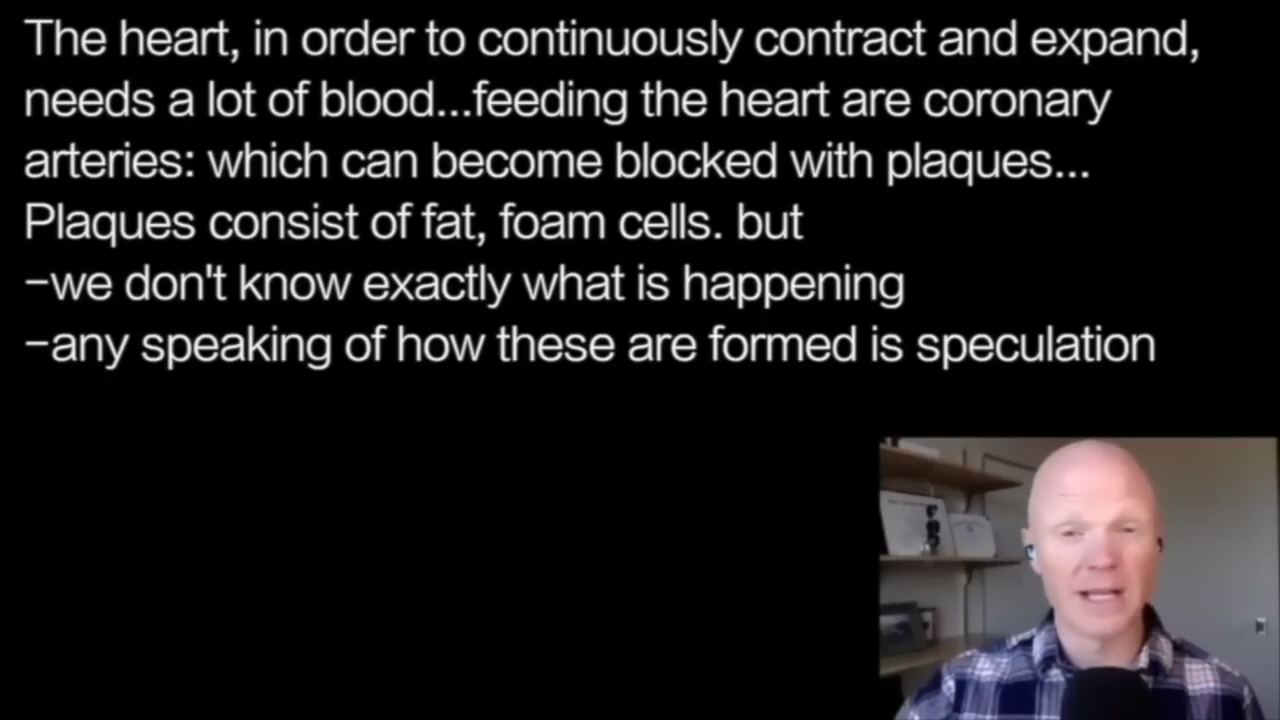 The heart, in order to continuously contract and expand,
needs a lot of blood...feeding the heart are coronary
arteries: which can become blocked with plaques...
Plaques consist of fat, foam cells. but
−we don't know exactly what is happening
−any speaking of how these are formed is speculation